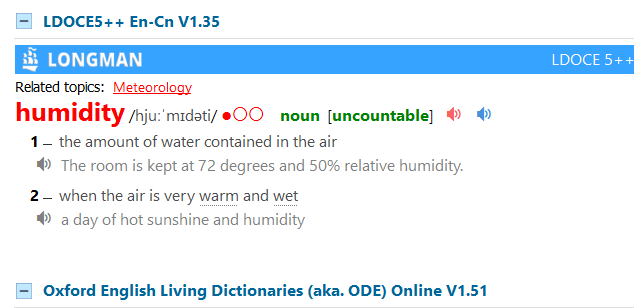 LDOCE5++ En-Cn V1.35
LONGMAN LDOCE 5++
Related topics: Meteorology
humidity /hjuːˈmɪdəti/ ●○○ noun [uncountable]
1 – the amount of water contained in the air
The room is kept at 72 degrees and 50% relative humidity.
2 – when the air is very warm and wet
a day of hot sunshine and humidity
Oxford English Living Dictionaries (aka. ODE) Online V1.51